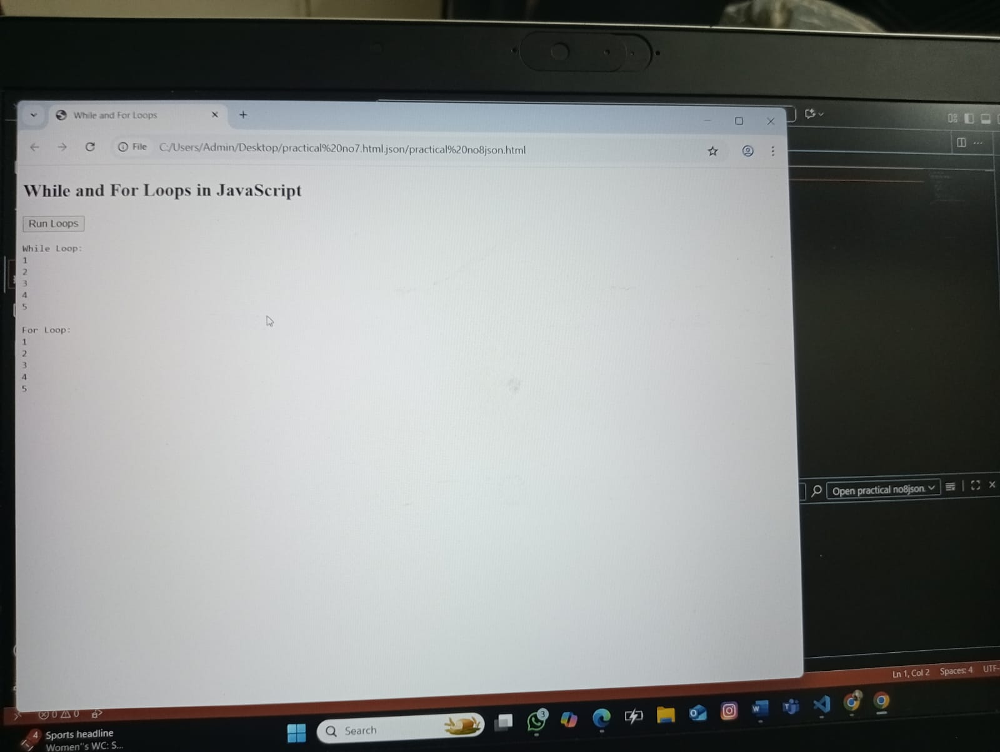 While and For Loops
File C:/Users/Admin/Desktop/practical%20no7.html.json/practical%20no8json.html
While and For Loops in JavaScript
Run Loops
While Loop:
1
2
3
4
5
For Loop:
1
2
3
4
5
Open practical no8json.
Ln 1, Col 2 Spaces: 4 UTF-
0 0
4 Sports headline
Women"s WC: S...
Search
3